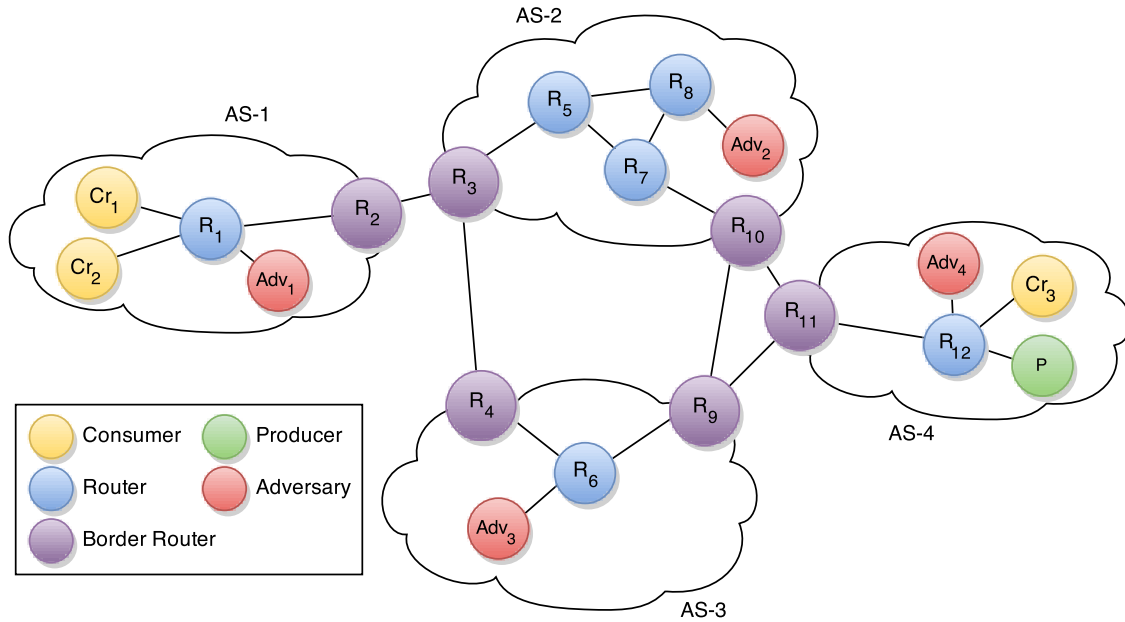 AS-2
R8
R5
AS-1
Adv2
R7
R3
Cr1
R2
R1
R10
Cr2
Adv1
Adv4
Cr3
R11
R12
P
R4
R9
AS-4
Consumer
Producer
R6
Router
Adversary
Adv3
Border Router
AS-3